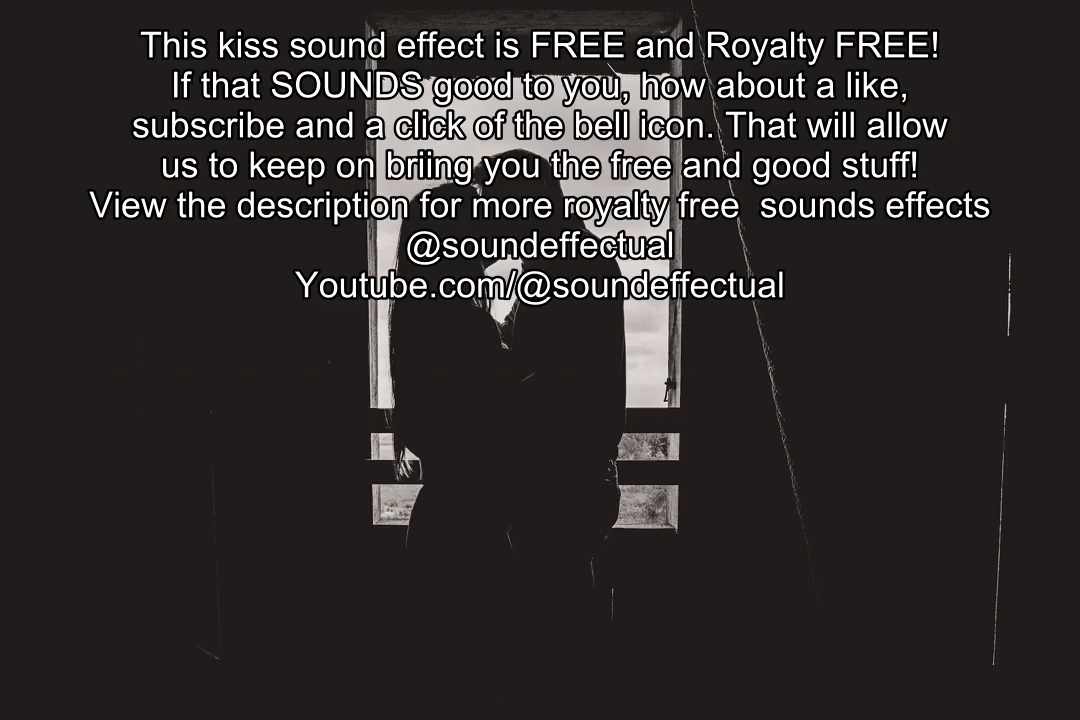 This kiss sound effect is FREE and Royalty FREE!
If that SOUNDS good to you, how about a like,
subscribe and a click of the bell icon. That will allow
us to keep on briing you the free and good stuff!
View the description for more royalty free  sounds effects
@soundeffectual
Youtube.com/@soundeffectual